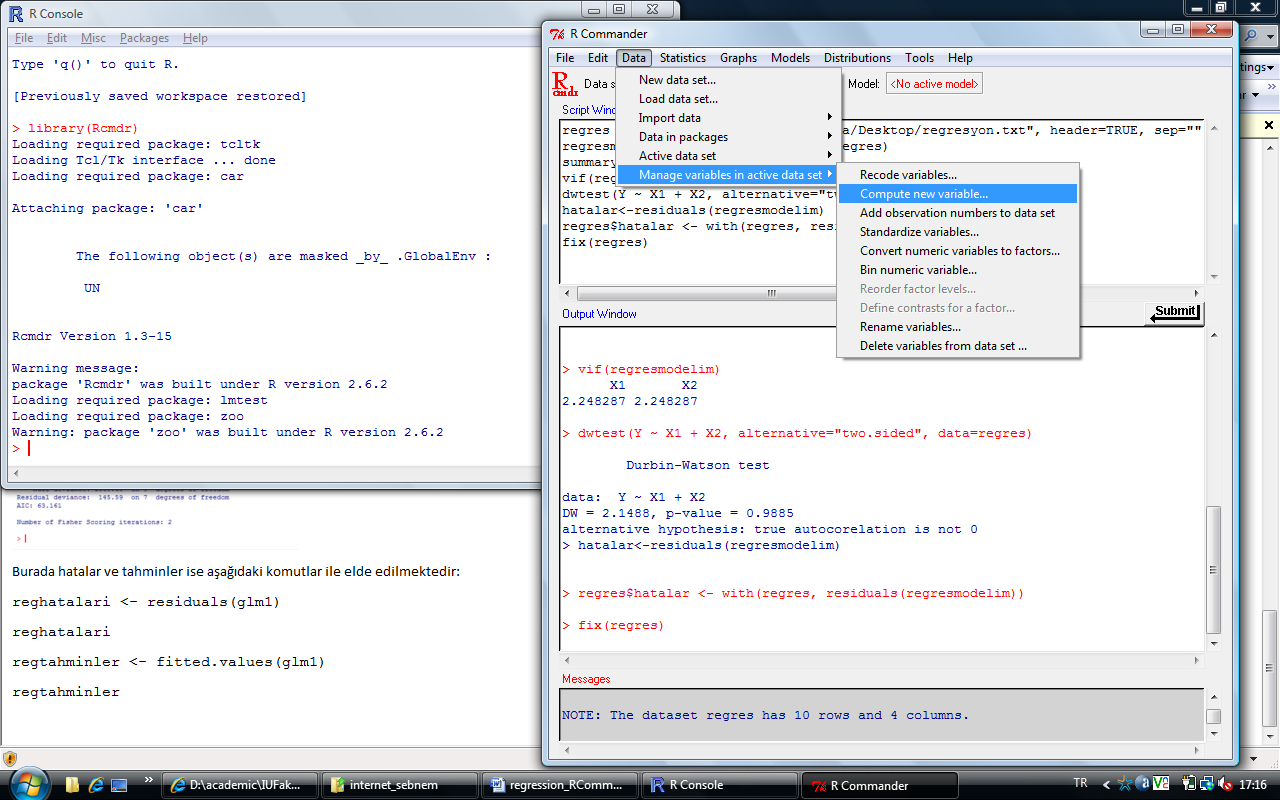 R Console
File Edit Misc Packages Help
Type 'q()' to quit R.
[Previously saved workspace restored]
> library(Rcmdr)
Loading required package: tcltk
Loading Tcl/Tk interface ... done
Loading required package: car
Attaching package: 'car'
The following object(s) are masked _by_ .GlobalEnv :
UN
Rcmdr Version 1.3-15
Warning message:
package 'Rcmdr' was built under R version 2.6.2
Loading required package: lmtest
Loading required package: zoo
Warning: package 'zoo' was built under R version 2.6.2
>
Residual deviance: 145.59 on 7 degrees of freedom
AIC: 63.161
Number of Fisher Scoring iterations: 2
>
Burada hatalar ve tahminler ise aşağıdaki komutlar ile elde edilmektedir:
reghatalari <- residuals(glm1)
reghatalari
regtahminler <- fitted.values(glm1)
regtahminler
R Commander
File Edit Data Statistics Graphs Models Distributions Tools Help
R cmdr Data s Model: <No active model>
New data set...
Load data set...
Import data
Data in packages
Active data set
Manage variables in active data set
Recode variables...
Compute new variable...
Add observation numbers to data set
Standardize variables...
Convert numeric variables to factors...
Bin numeric variable...
Reorder factor levels...
Define contrasts for a factor...
Rename variables...
Delete variables from data set ...
Script Wind
regres a/Desktop/regresyon.txt", header=TRUE, sep=""
regresm egres)
summary
vif(reg
dwtest(Y ~ X1 + X2, alternative="tw
hatalar<-residuals(regresmodelim)
regres$hatalar <- with(regres, resi
fix(regres)
Output Window
Submit
> vif(regresmodelim)
X1 X2
2.248287 2.248287
> dwtest(Y ~ X1 + X2, alternative="two.sided", data=regres)
Durbin-Watson test
data: Y ~ X1 + X2
DW = 2.1488, p-value = 0.9885
alternative hypothesis: true autocorelation is not 0
> hatalar<-residuals(regresmodelim)
> regres$hatalar <- with(regres, residuals(regresmodelim))
> fix(regres)
Messages
NOTE: The dataset regres has 10 rows and 4 columns.
tings
ar
D:\academic\IUFak... internet_sebnem regression_RComm... R Console R Commander TR 17:16